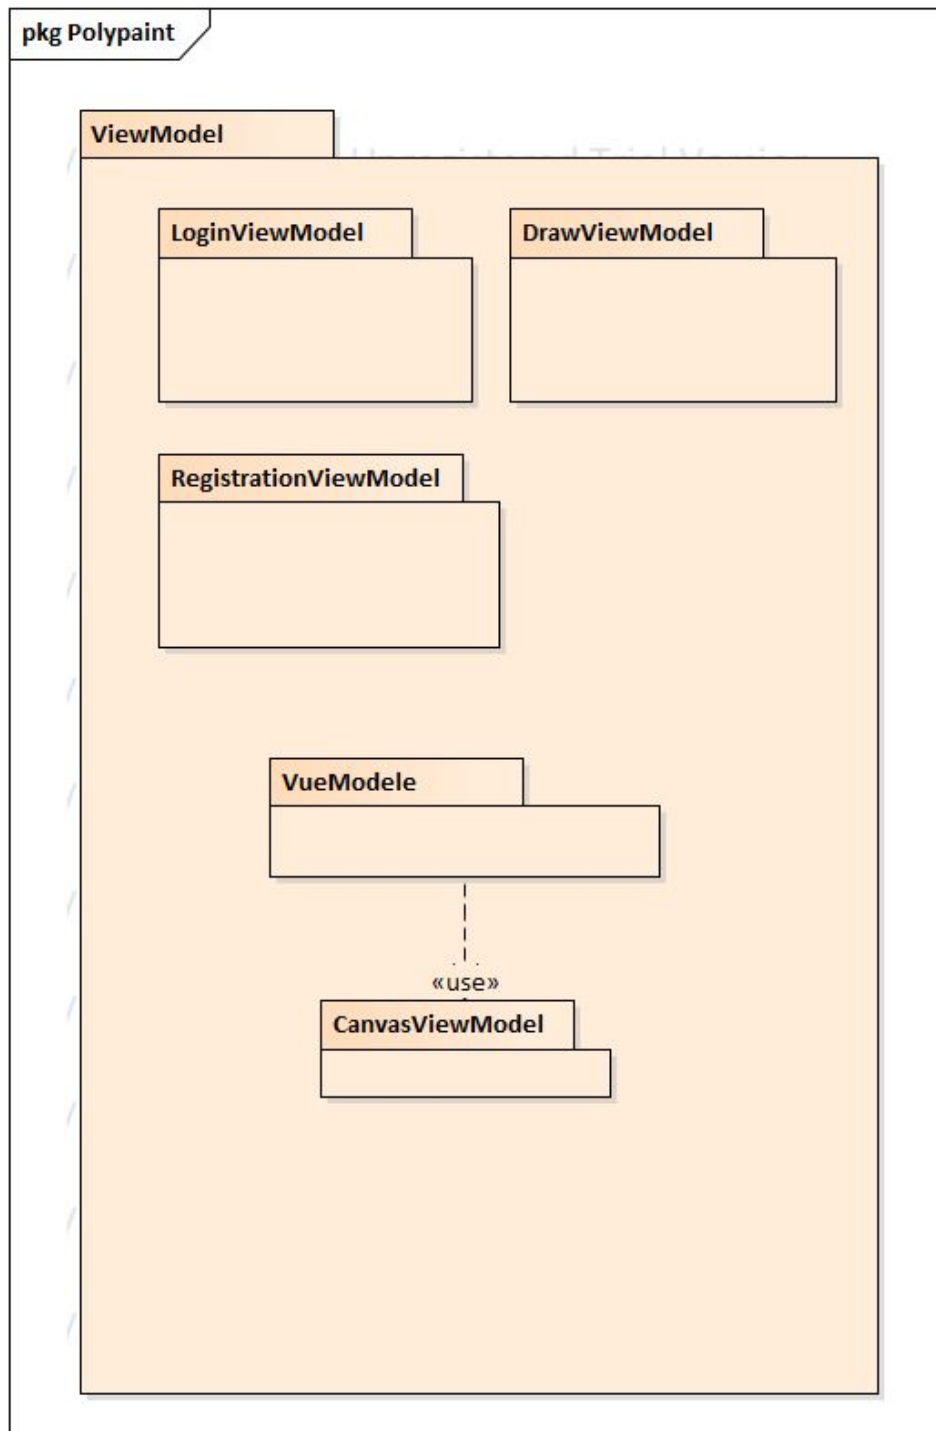 pkg Polypaint
ViewModel
LoginViewModel
DrawViewModel
RegistrationViewModel
VueModele
«use»
CanvasViewModel